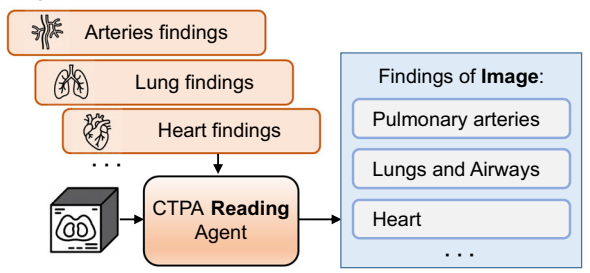 Arteries findings
Lung findings
Heart findings
. . .
CTPA Reading
Agent
Findings of Image:
Pulmonary arteries
Lungs and Airways
Heart
. . .